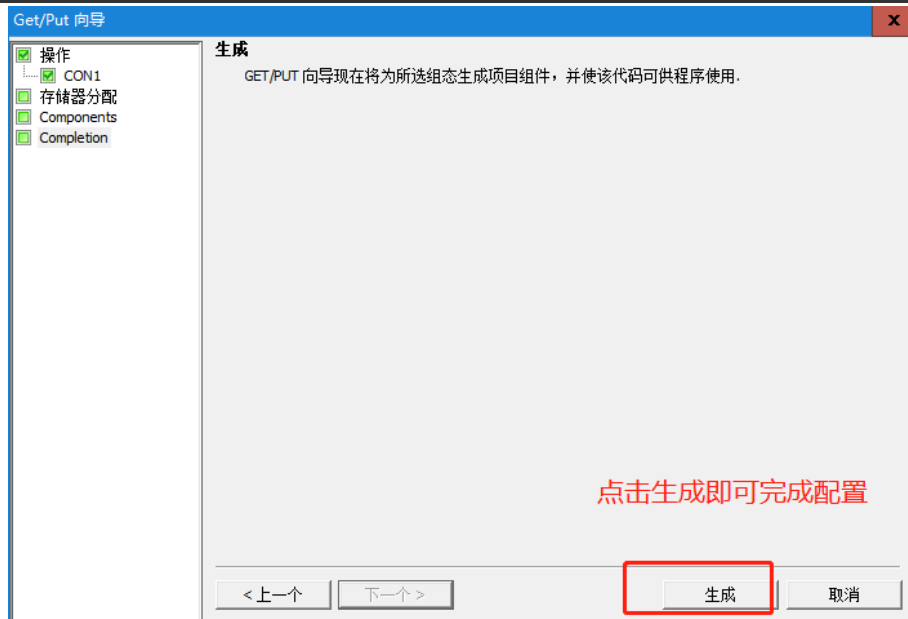 Get/Put 向导
x
操作
CON1
存储器分配
Components
Completion
生成
GET/PUT 向导现在将为所选组态生成项目组件，并使该代码可供程序使用.
点击生成即可完成配置
<上一个
下一个 >
生成
取消